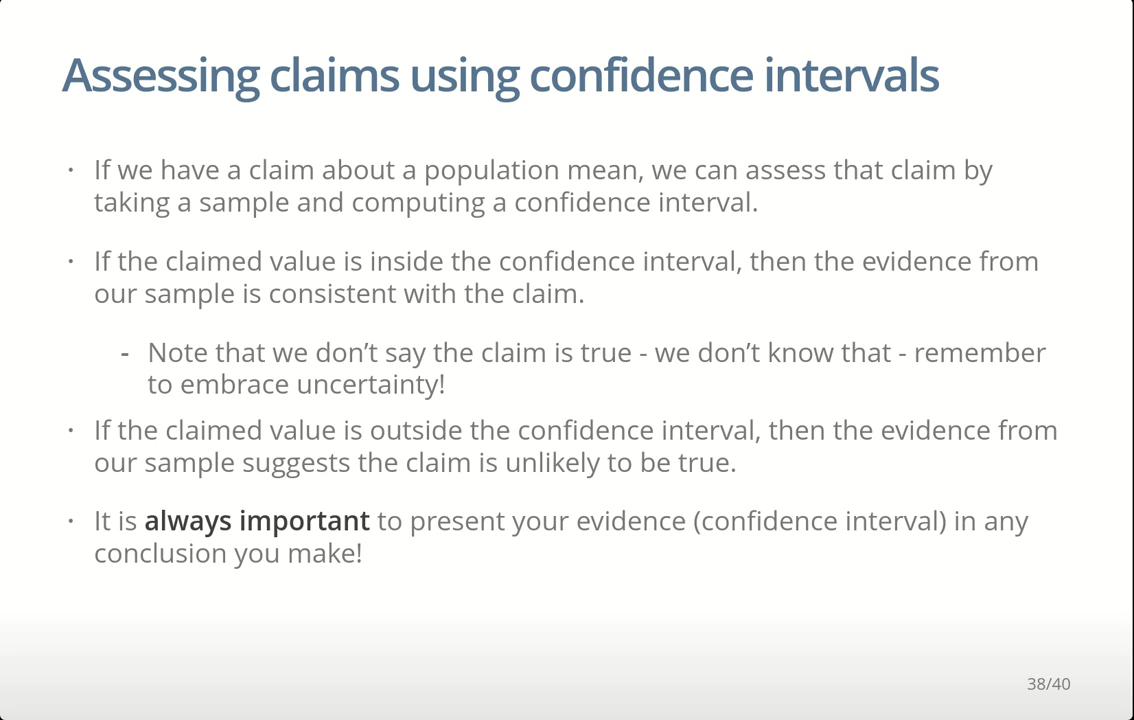 Assessing claims using confidence intervals
· If we have a claim about a population mean, we can assess that claim by
taking a sample and computing a confidence interval.
· If the claimed value is inside the confidence interval, then the evidence from
our sample is consistent with the claim.
- Note that we don’t say the claim is true - we don’t know that - remember
to embrace uncertainty!
· If the claimed value is outside the confidence interval, then the evidence from
our sample suggests the claim is unlikely to be true.
· It is always important to present your evidence (confidence interval) in any
conclusion you make!
38/40